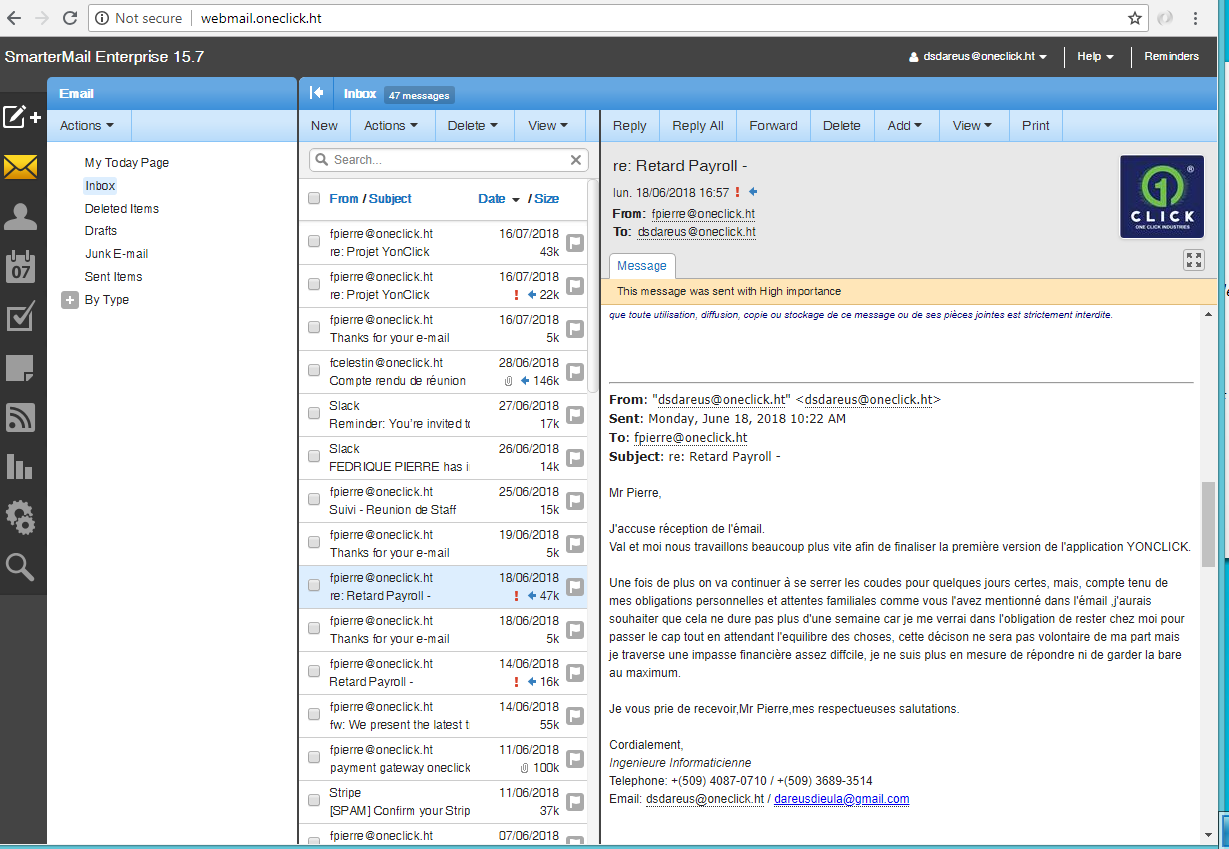 Not secure
webmail.oneclick.ht
SmarterMail Enterprise 15.7
dsdareus@oneclick.ht
Help
Reminders
Email
Actions
My Today Page
Inbox
Deleted Items
Drafts
Junk E-mail
Sent Items
By Type
07
Inbox 47 messages
New Actions Delete View
Search...
From / Subject Date / Size
fpierre@oneclick.ht 16/07/2018
re: Projet YonClick 43k
fpierre@oneclick.ht 16/07/2018
re: Projet YonClick ! 22k
fpierre@oneclick.ht 16/07/2018
Thanks for your e-mail 5k
fcelestin@oneclick.ht 28/06/2018
Compte rendu de réunion 146k
Slack 27/06/2018
Reminder: You're invited to 17k
Slack 26/06/2018
FEDRIQUE PIERRE has i 14k
fpierre@oneclick.ht 25/06/2018
Suivi - Reunion de Staff 15k
fpierre@oneclick.ht 19/06/2018
Thanks for your e-mail 5k
fpierre@oneclick.ht 18/06/2018
re: Retard Payroll - ! 47k
fpierre@oneclick.ht 18/06/2018
Thanks for your e-mail 5k
fpierre@oneclick.ht 14/06/2018
Retard Payroll - ! 16k
fpierre@oneclick.ht 14/06/2018
fw: We present the latest t 55k
fpierre@oneclick.ht 11/06/2018
payment gateway oneclick 100k
Stripe 11/06/2018
[SPAM] Confirm your Strip 37k
fpierre@oneclick.ht 07/06/2018
Reply Reply All Forward Delete Add View Print
re: Retard Payroll -
lun. 18/06/2018 16:57 !
From: fpierre@oneclick.ht
To: dsdareus@oneclick.ht
1 ®
CLICK
ONE CLICK INDUSTRIES
Message
This message was sent with High importance
que toute utilisation, diffusion, copie ou stockage de ce message ou de ses pièces jointes est strictement interdite.
From: "dsdareus@oneclick.ht" <dsdareus@oneclick.ht>
Sent: Monday, June 18, 2018 10:22 AM
To: fpierre@oneclick.ht
Subject: re: Retard Payroll -
Mr Pierre,
J'accuse réception de l'émail.
Val et moi nous travaillons beaucoup plus vite afin de finaliser la première version de l'application YONCLICK.
Une fois de plus on va continuer à se serrer les coudes pour quelques jours certes, mais, compte tenu de
mes obligations personnelles et attentes familiales comme vous l'avez mentionné dans l'émail ,j'aurais
souhaiter que cela ne dure pas plus d'une semaine car je me verrai dans l'obligation de rester chez moi pour
passer le cap tout en attendant l'equilibre des choses, cette décison ne sera pas volontaire de ma part mais
je traverse une impasse financière assez diffcile, je ne suis plus en mesure de répondre ni de garder la bare
au maximum.
Je vous prie de recevoir,Mr Pierre,mes respectueuses salutations.
Cordialement,
Ingenieure Informaticienne
Telephone: +(509) 4087-0710 / +(509) 3689-3514
Email: dsdareus@oneclick.ht / dareusdieula@gmail.com